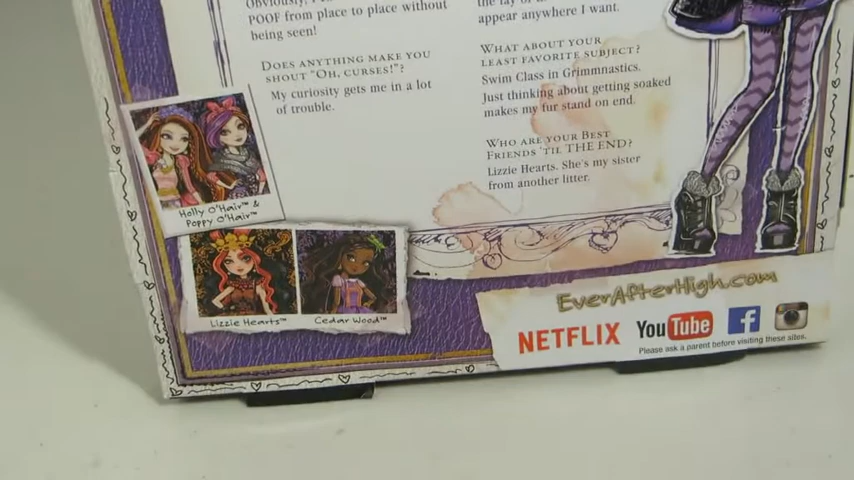 Obviously, I
POOF from place to place without
being seen!
DOES ANYTHING MAKE YOU
SHOUT "OH, CURSES!"?
My curiosity gets me in a lot
of trouble.
appear anywhere I want.
WHAT ABOUT YOUR
LEAST FAVORITE SUBJECT?
Swim Class in Grimmnastics.
Just thinking about getting soaked
makes my fur stand on end.
WHO ARE YOUR BEST
FRIENDS 'TIL THE END?
Lizzie Hearts. She's my sister
from another litter.
Holly O'Hair™ &
Poppy O'Hair™
Lizzie Hearts™
Cedar Wood™
EverAfterHigh.com
NETFLIX YouTube f
Please ask a parent before visiting these sites.